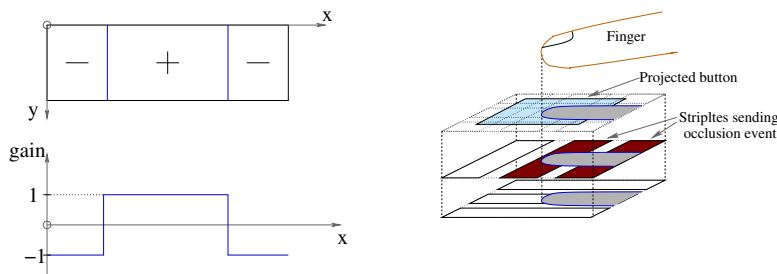 x
− + −
y
gain
1
x
−1
Finger
Projected button
Stripltes sending
occlusion event